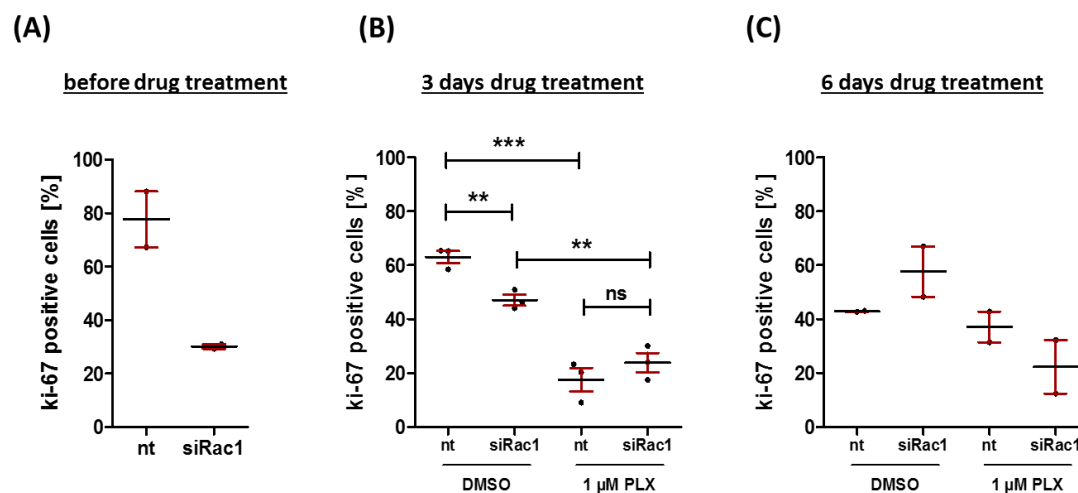 (A)
before drug treatment
ki-67 positive cells [%]
100
80
60
40
20
0
nt siRac1
(B)
3 days drug treatment
ki-67 positive cells [% ]
100
80
60
40
20
0
***
**
**
ns
nt siRac1 nt siRac1
DMSO 1 µM PLX
(C)
6 days drug treatment
ki-67 positive cells [% ]
100
80
60
40
20
0
nt siRac1 nt siRac1
DMSO 1 µM PLX